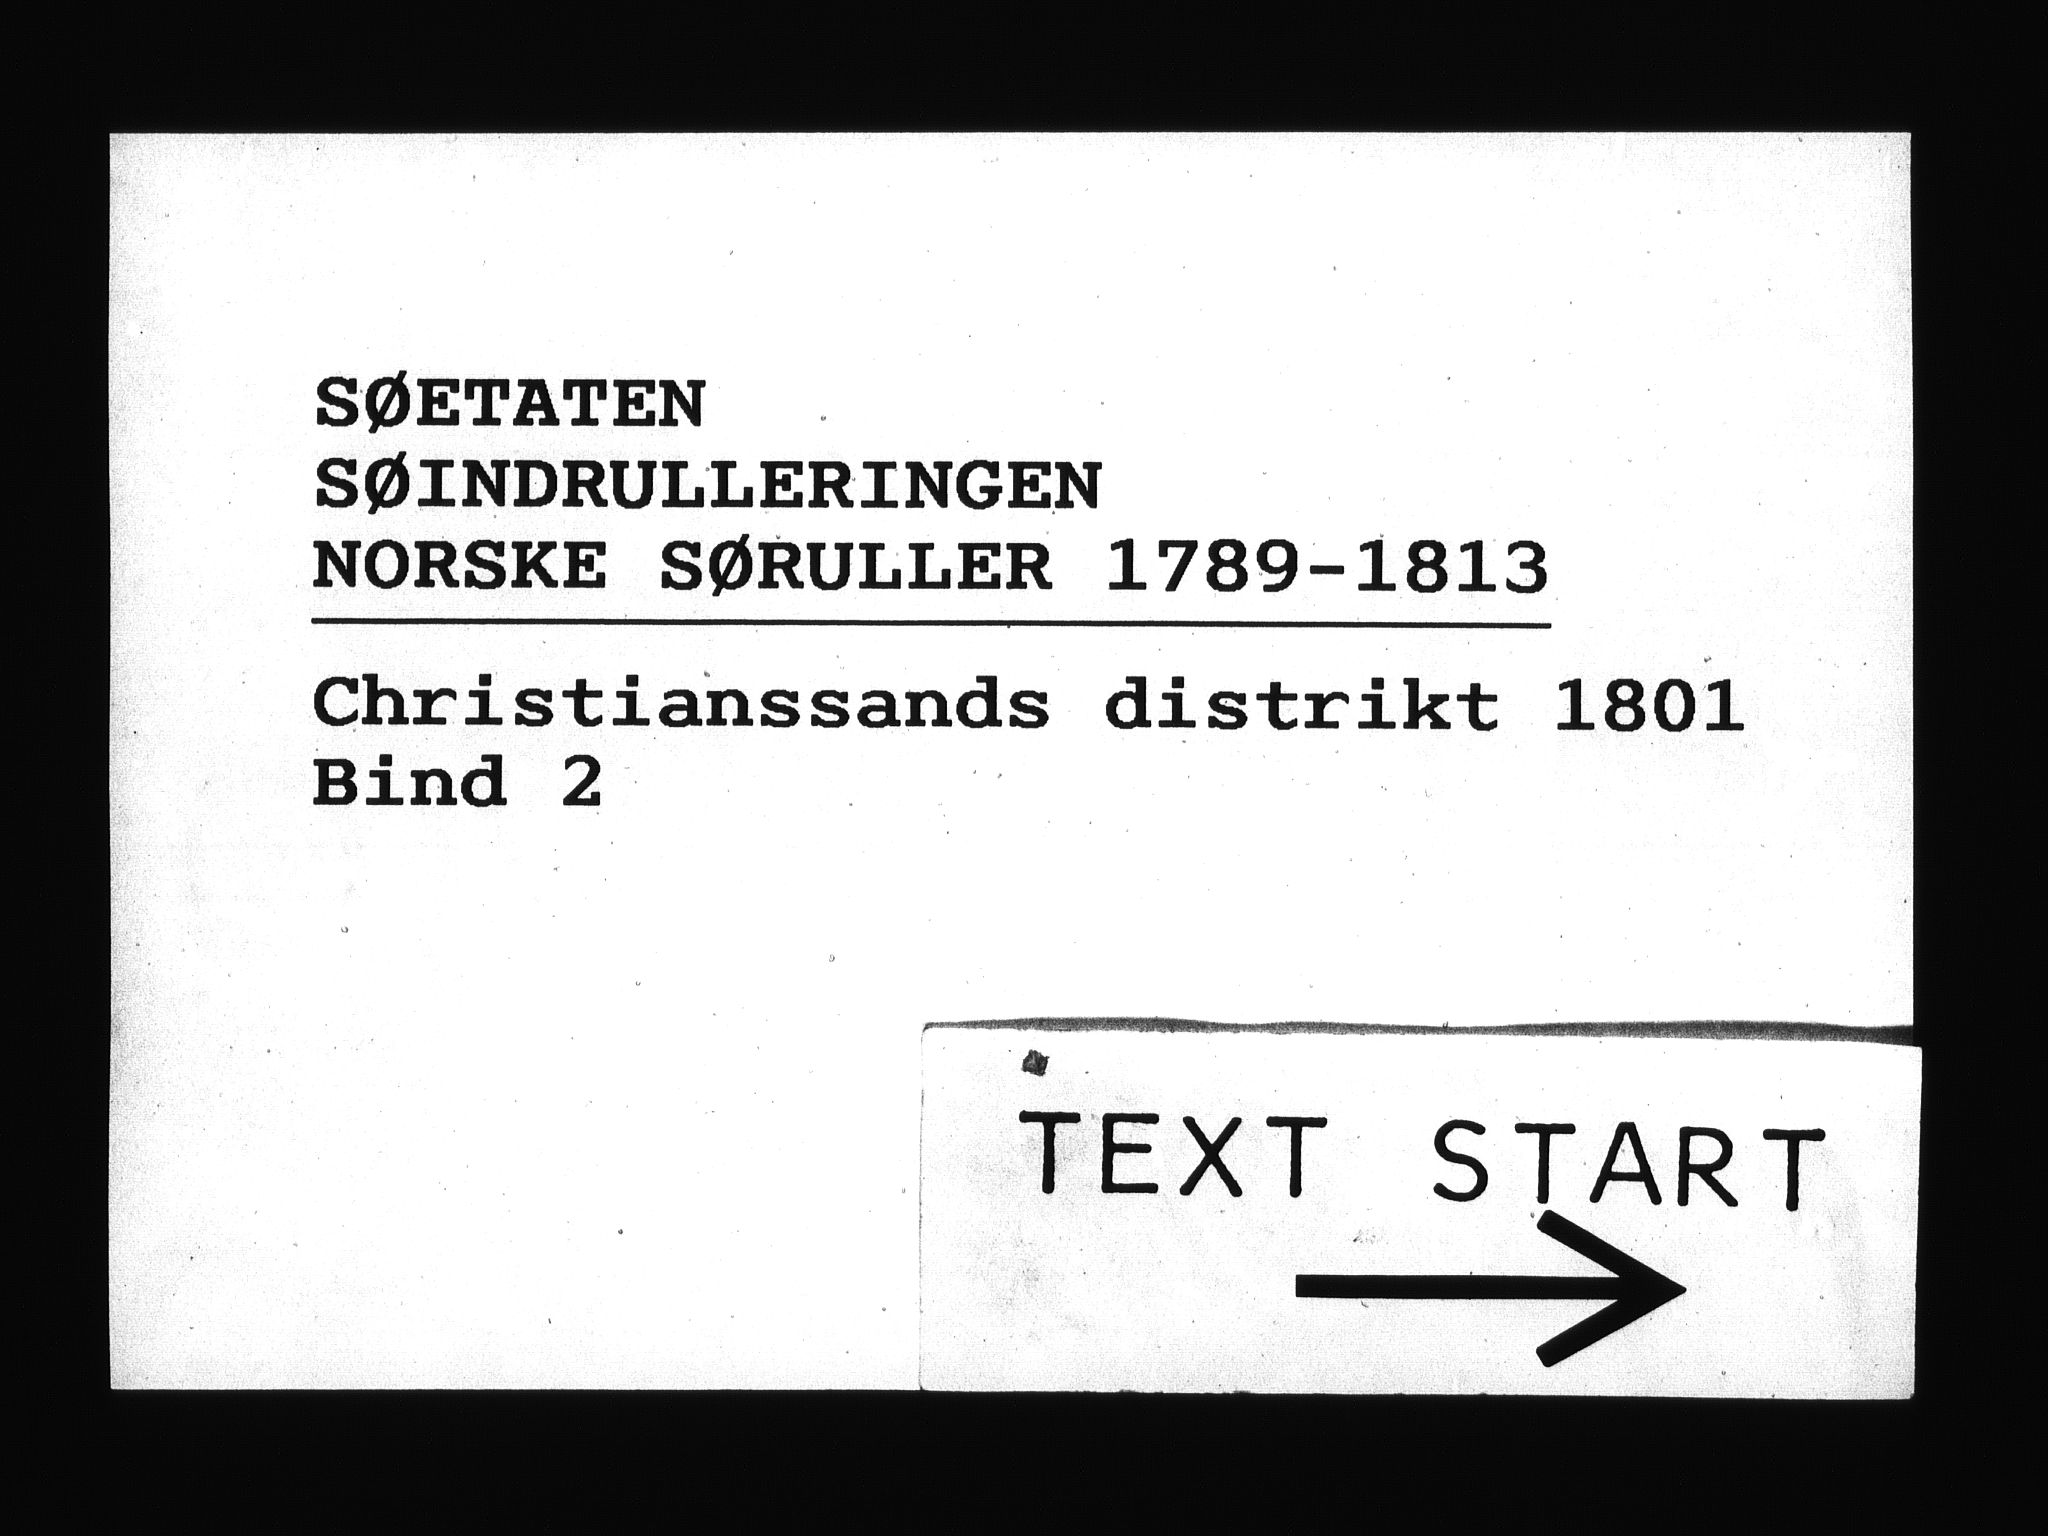 SØETATEN
SØINDRULLERINGEN
NORSKE SØRULLER 1789-1813
Christianssands distrikt 1801
Bind 2
TEXT START